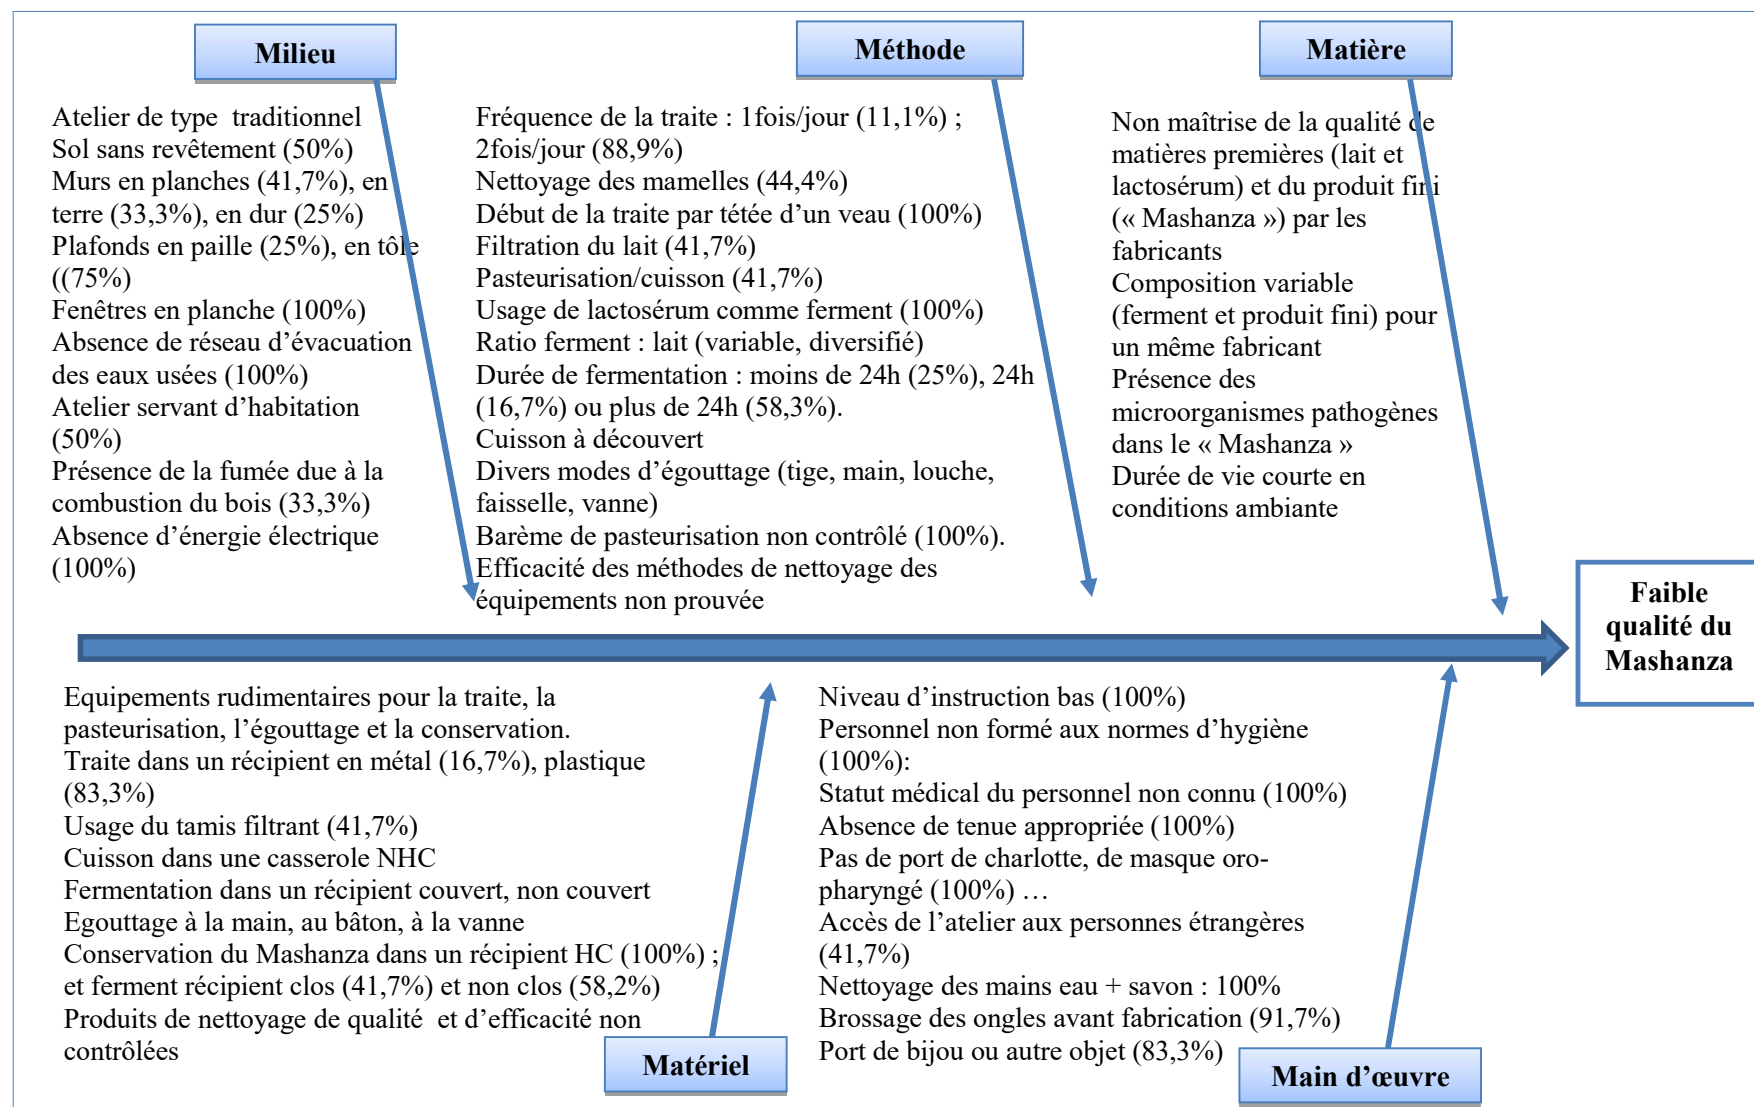 Milieu
Atelier de type  traditionnel
Sol sans revêtement (50%)
Murs en planches (41,7%), en
terre (33,3%), en dur (25%)
Plafonds en paille (25%), en tôle
((75%)
Fenêtres en planche (100%)
Absence de réseau d’évacuation
des eaux usées (100%)
Atelier servant d’habitation
(50%)
Présence de la fumée due à la
combustion du bois (33,3%)
Absence d’énergie électrique
(100%)
Méthode
Fréquence de la traite : 1fois/jour (11,1%) ;
2fois/jour (88,9%)
Nettoyage des mamelles (44,4%)
Début de la traite par tétée d’un veau (100%)
Filtration du lait (41,7%)
Pasteurisation/cuisson (41,7%)
Usage de lactosérum comme ferment (100%)
Ratio ferment : lait (variable, diversifié)
Durée de fermentation : moins de 24h (25%), 24h
(16,7%) ou plus de 24h (58,3%).
Cuisson à découvert
Divers modes d’égouttage (tige, main, louche,
faisselle, vanne)
Barème de pasteurisation non contrôlé (100%).
Efficacité des méthodes de nettoyage des
équipements non prouvée
Matière
Non maîtrise de la qualité de
matières premières (lait et
lactosérum) et du produit fini
(« Mashanza ») par les
fabricants
Composition variable
(ferment et produit fini) pour
un même fabricant
Présence des
microorganismes pathogènes
dans le « Mashanza »
Durée de vie courte en
conditions ambiante
Faible
qualité du
Mashanza
Equipements rudimentaires pour la traite, la
pasteurisation, l’égouttage et la conservation.
Traite dans un récipient en métal (16,7%), plastique
(83,3%)
Usage du tamis filtrant (41,7%)
Cuisson dans une casserole NHC
Fermentation dans un récipient couvert, non couvert
Egouttage à la main, au bâton, à la vanne
Conservation du Mashanza dans un récipient HC (100%) ;
et ferment récipient clos (41,7%) et non clos (58,2%)
Produits de nettoyage de qualité  et d’efficacité non
contrôlées
Matériel
Niveau d’instruction bas (100%)
Personnel non formé aux normes d’hygiène
(100%):
Statut médical du personnel non connu (100%)
Absence de tenue appropriée (100%)
Pas de port de charlotte, de masque oro-
pharyngé (100%) …
Accès de l’atelier aux personnes étrangères
(41,7%)
Nettoyage des mains eau + savon : 100%
Brossage des ongles avant fabrication (91,7%)
Port de bijou ou autre objet (83,3%)
Main d’œuvre